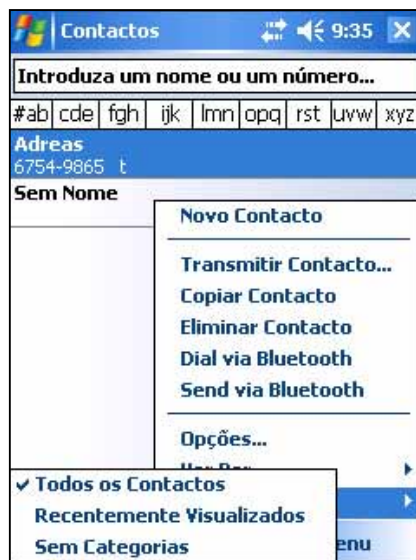 Contactos 9:35
Introduza um nome ou um número...
#ab cde fgh ijk lmn opq rst uvw xyz
Adreas
6754-9865 t
Sem Nome
Novo Contacto
Transmitir Contacto...
Copiar Contacto
Eliminar Contacto
Dial via Bluetooth
Send via Bluetooth
Opções...
Todos os Contactos
Recentemente Visualizados
Sem Categorias